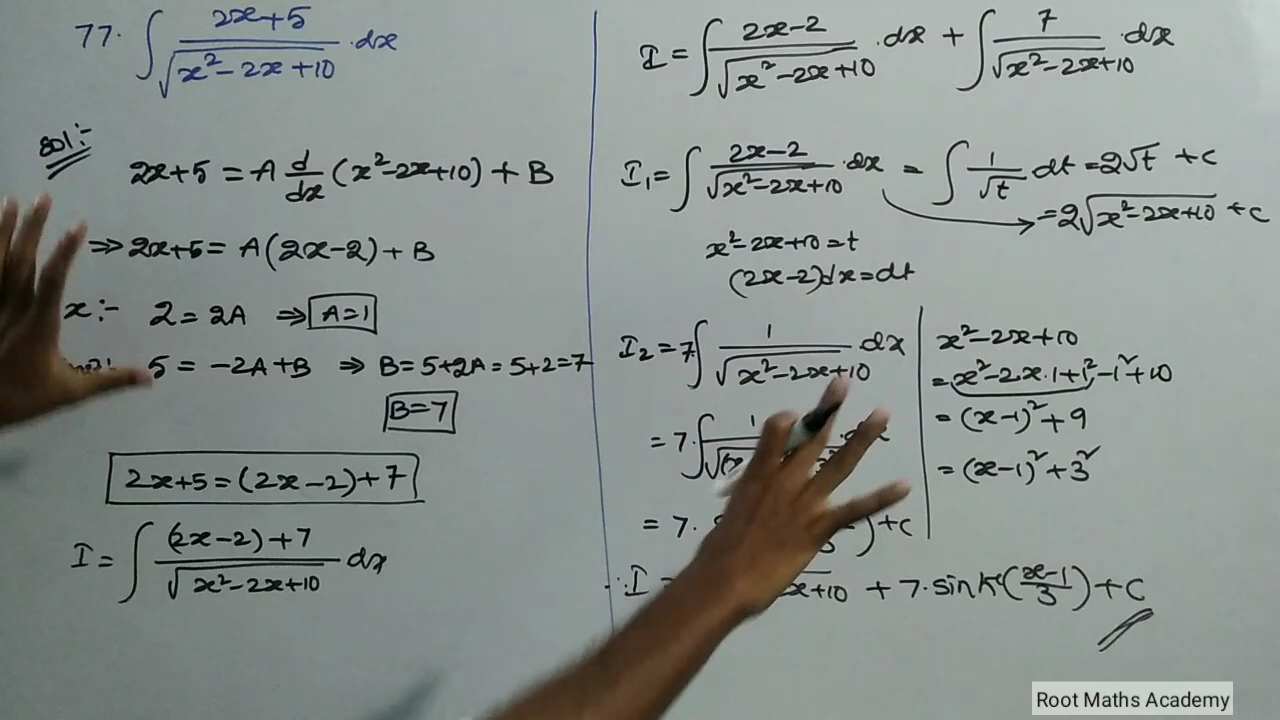 77. ∫ (2x+5)/√(x²-2x+10) .dx
Sol:-
2x+5 = A d/dx (x²-2x+10) + B
⇒ 2x+5 = A(2x-2) + B
x:- 2 = 2A ⇒ A=1
5 = -2A+B ⇒ B = 5+2A = 5+2 = 7
B=7
2x+5 = (2x-2)+7
I = ∫ ((2x-2)+7)/√(x²-2x+10) dx
I = ∫ (2x-2)/√(x²-2x+10) .dx + ∫ 7/√(x²-2x+10) .dx
I₁ = ∫ (2x-2)/√(x²-2x+10) .dx = ∫ 1/√t dt = 2√t + c
= 2√(x²-2x+10) + c
x²-2x+10 = t
(2x-2)dx = dt
I₂ = 7∫ 1/√(x²-2x+10) dx
= 7.∫ 1/√
= 7. ) + c
x²-2x+10
= x²-2x.1+1²-1²+10
= (x-1)²+9
= (x-1)²+3²
∴ I = x+10 + 7.sinh⁻¹((x-1)/3) + c
Root Maths Academy